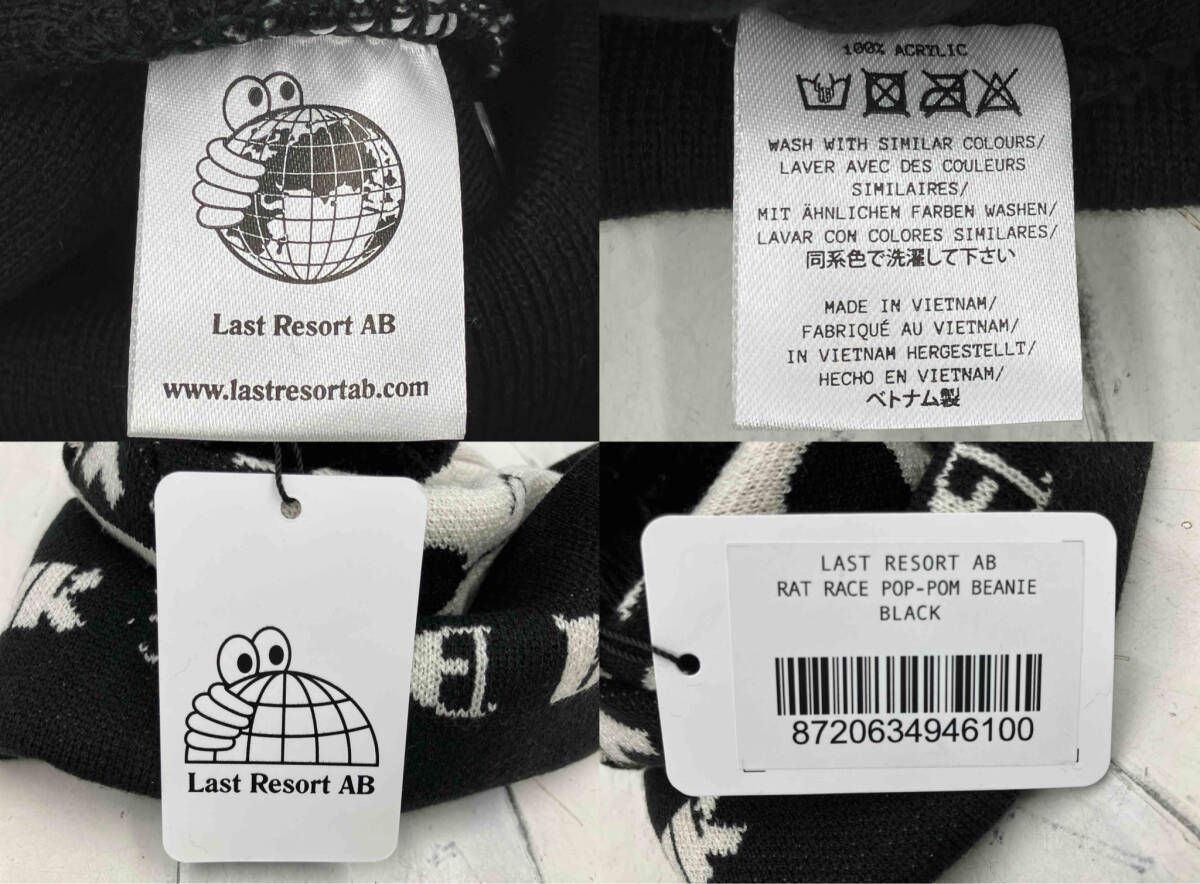 Last Resort AB
www.lastresortab.com
100% ACRYLIC
WASH WITH SIMILAR COLOURS/
LAVER AVEC DES COULEURS
SIMILAIRES/
MIT ÄHNLICHEN FARBEN WASHEN/
LAVAR CON COLORES SIMILARES/
同系色で洗濯して下さい
MADE IN VIETNAM/
FABRIQUÉ AU VIETNAM/
IN VIETNAM HERGESTELLT/
HECHO EN VIETNAM/
ベトナム製
Last Resort AB
LAST RESORT AB
RAT RACE POP-POM BEANIE
BLACK
8720634946100